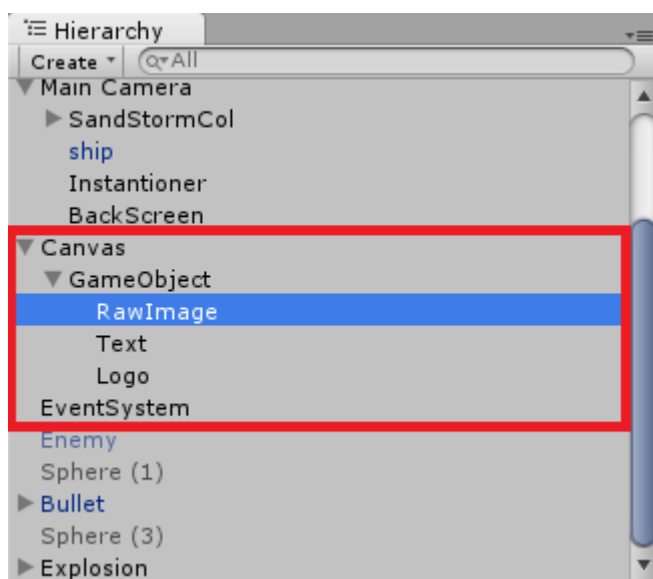 Hierarchy
Create All
Main Camera
SandStormCol
ship
Instantioner
BackScreen
Canvas
GameObject
RawImage
Text
Logo
EventSystem
Enemy
Sphere (1)
Bullet
Sphere (3)
Explosion